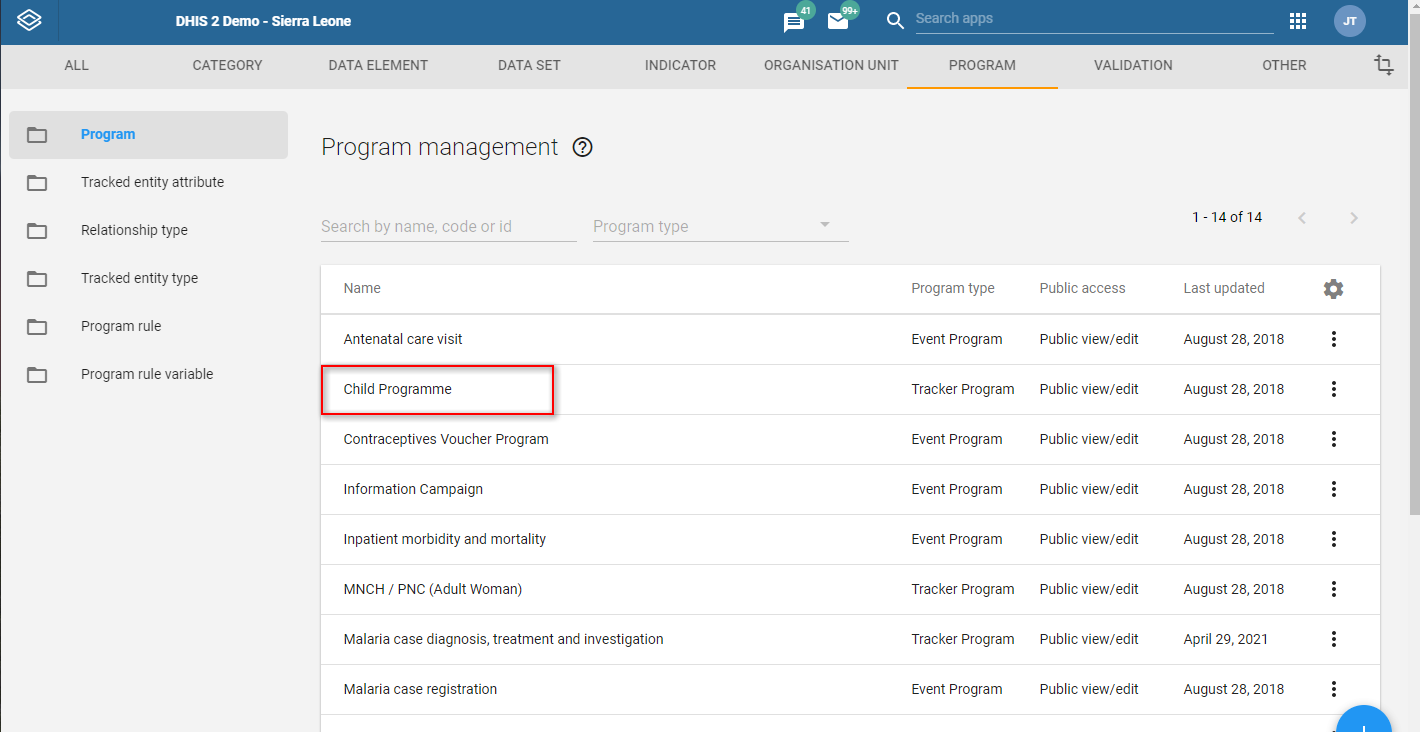 DHIS 2 Demo - Sierra Leone
41
99+
Search apps
JT
ALL CATEGORY DATA ELEMENT DATA SET INDICATOR ORGANISATION UNIT PROGRAM VALIDATION OTHER
Program
Tracked entity attribute
Relationship type
Tracked entity type
Program rule
Program rule variable
Program management
Search by name, code or id Program type 1 - 14 of 14
Name Program type Public access Last updated
Antenatal care visit Event Program Public view/edit August 28, 2018
Child Programme Tracker Program Public view/edit August 28, 2018
Contraceptives Voucher Program Event Program Public view/edit August 28, 2018
Information Campaign Event Program Public view/edit August 28, 2018
Inpatient morbidity and mortality Event Program Public view/edit August 28, 2018
MNCH / PNC (Adult Woman) Tracker Program Public view/edit August 28, 2018
Malaria case diagnosis, treatment and investigation Tracker Program Public view/edit April 29, 2021
Malaria case registration Event Program Public view/edit August 28, 2018